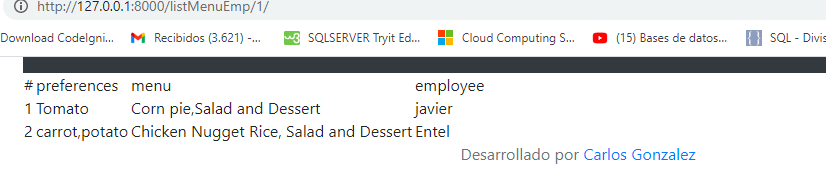 http://127.0.0.1:8000/listMenuEmp/1/
Download CodeIgni... Recibidos (3.621) -... SQLSERVER Tryit Ed... Cloud Computing S... (15) Bases de datos... SQL - Divis
# preferences menu employee
1 Tomato Corn pie,Salad and Dessert javier
2 carrot,potato Chicken Nugget Rice, Salad and Dessert Entel
Desarrollado por Carlos Gonzalez